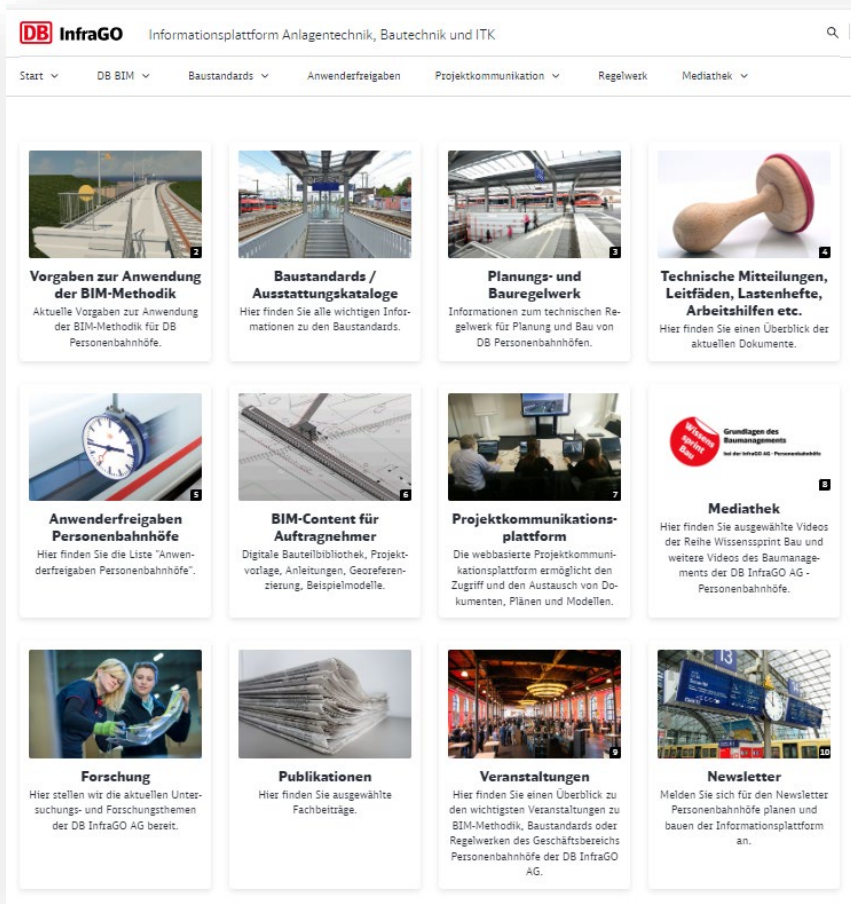 DB InfraGO Informationsplattform Anlagentechnik, Bautechnik und ITK
Start DB BIM Baustandards Anwenderfreigaben Projektkommunikation Regelwerk Mediathek
2
Vorgaben zur Anwendung
der BIM-Methodik
Aktuelle Vorgaben zur Anwendung
der BIM-Methodik für DB
Personenbahnhöfe.
Baustandards /
Ausstattungskataloge
Hier finden Sie alle wichtigen Infor-
mationen zu den Baustandards.
3
Planungs- und
Bauregelwerk
Informationen zum technischen Re-
gelwerk für Planung und Bau von
DB Personenbahnhöfen.
4
Technische Mitteilungen,
Leitfäden, Lastenhefte,
Arbeitshilfen etc.
Hier finden Sie einen Überblick der
aktuellen Dokumente.
5
Anwenderfreigaben
Personenbahnhöfe
Hier finden Sie die Liste "Anwen-
derfreigaben Personenbahnhöfe".
6
BIM-Content für
Auftragnehmer
Digitale Bauteilbibliothek, Projekt-
vorlage, Anleitungen, Georeferen-
zierung, Beispielmodelle.
7
Projektkommunikations-
plattform
Die webbasierte Projektkommuni-
kationsplattform ermöglicht den
Zugriff und den Austausch von Do-
kumenten, Plänen und Modellen.
Wissens
sprint
Bau
Grundlagen des
Baumanagements
bei der InfraGO AG - Personenbahnhöfe
8
Mediathek
Hier finden Sie ausgewählte Videos
der Reihe Wissenssprint Bau und
weitere Videos des Baumanage-
ments der DB InfraGO AG -
Personenbahnhöfe.
Forschung
Hier stellen wir die aktuellen Unter-
suchungs- und Forschungsthemen
der DB InfraGO AG bereit.
Publikationen
Hier finden Sie ausgewählte
Fachbeiträge.
9
Veranstaltungen
Hier finden Sie einen Überblick zu
den wichtigsten Veranstaltungen zu
BIM-Methodik, Baustandards oder
Regelwerken des Geschäftsbereichs
Personenbahnhöfe der DB InfraGO
AG.
13
10
Newsletter
Melden Sie sich für den Newsletter
Personenbahnhöfe planen und
bauen der Informationsplattform
an.